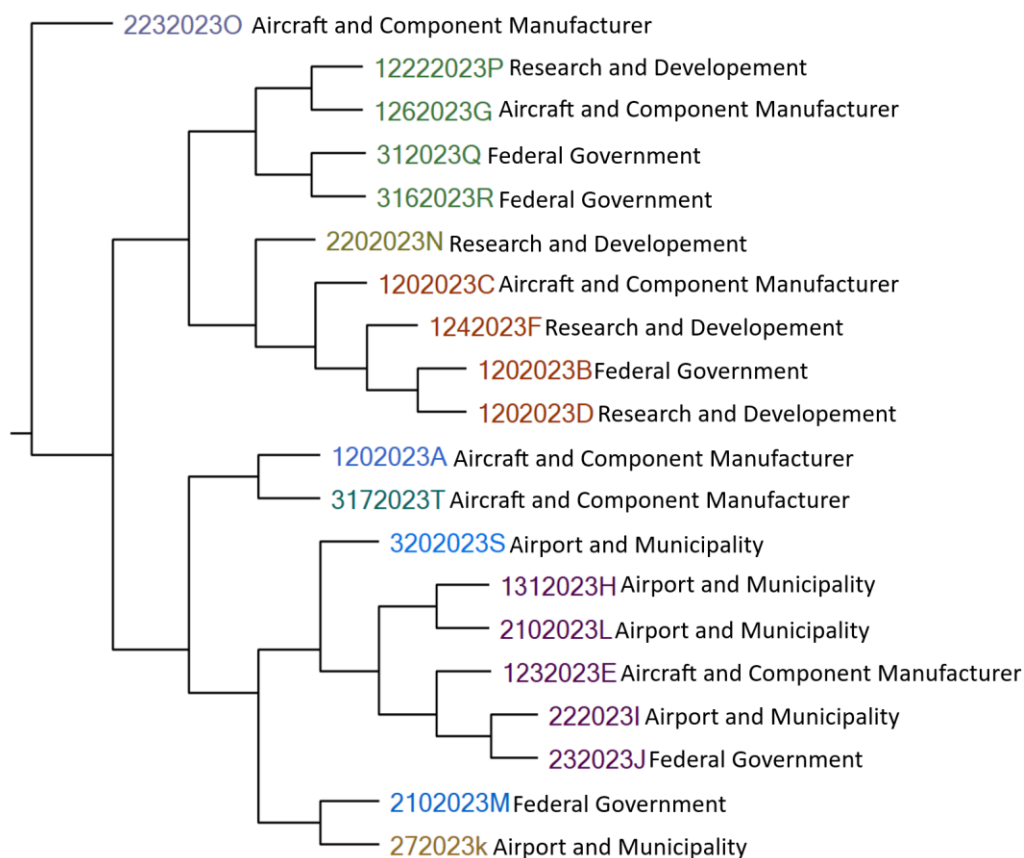 2232023O Aircraft and Component Manufacturer
12222023P Research and Developement
1262023G Aircraft and Component Manufacturer
312023Q Federal Government
3162023R Federal Government
2202023N Research and Developement
1202023C Aircraft and Component Manufacturer
1242023F Research and Developement
1202023B Federal Government
1202023D Research and Developement
1202023A Aircraft and Component Manufacturer
3172023T Aircraft and Component Manufacturer
3202023S Airport and Municipality
1312023H Airport and Municipality
2102023L Airport and Municipality
1232023E Aircraft and Component Manufacturer
222023I Airport and Municipality
232023J Federal Government
2102023M Federal Government
272023k Airport and Municipality